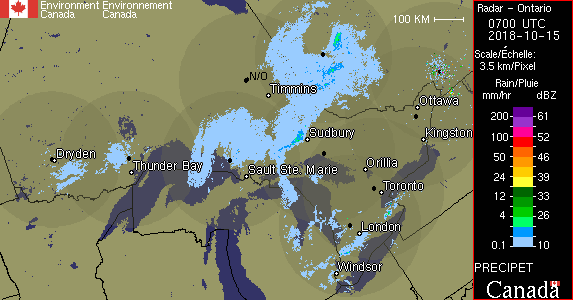 Environment Environnement
Canada Canada
100 KM
N/O
Timmins
Ottawa
Sudbury
Kingston
Dryden
Thunder Bay
Sault Ste. Marie
Orillia
Toronto
London
Windsor
Radar - Ontario
0700 UTC
2018-10-15
Scale/Échelle:
3.5 km/Pixel
Rain/Pluie
mm/hr dBZ
200 61
100 52
50 46
24 39
12 33
4 26
0.1 10
PRECIPET
Canada